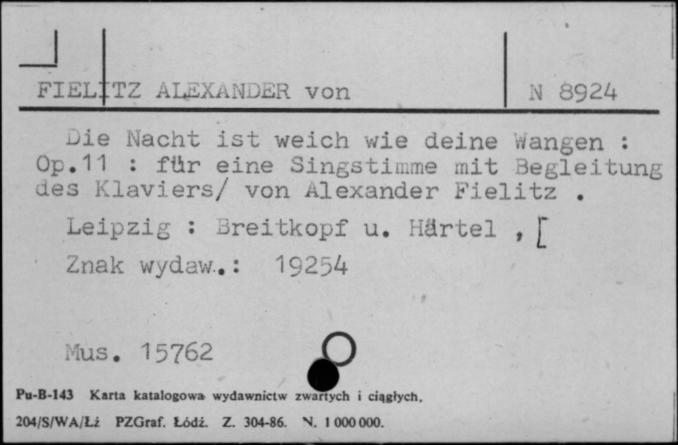 FIELITZ ALEXANDER von N 8924
Die Nacht ist weich wie deine Wangen :
Op.11 : für eine Singstimme mit Begleitung
des Klaviers/ von Alexander Fielitz .
Leipzig : Breitkopf u. Härtel , [
Znak wydaw.: 19254
Mus. 15762
Pu-B-143 Karta katalogowa wydawnictw zwartych i ciągłych.
204/S/WA/Łż PZGraf. Łódź. Z. 304-86. N. 1 000 000.